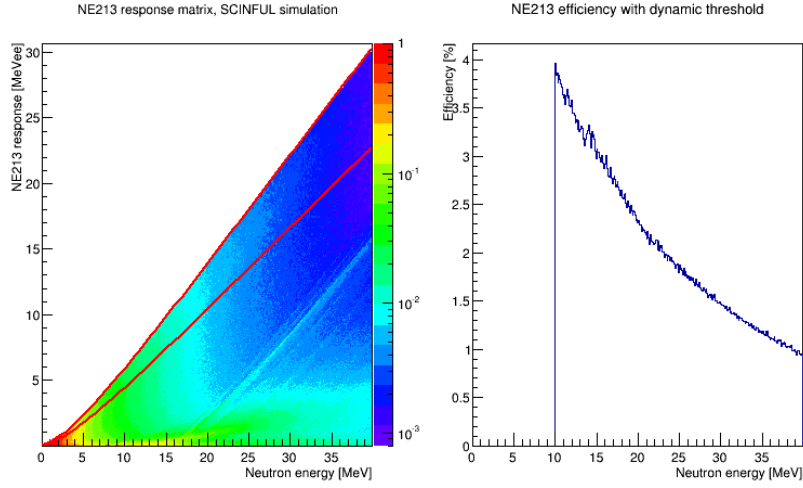 NE213 response matrix, SCINFUL simulation
NE213 response [MeVee]
30
25
20
15
10
5
0 5 10 15 20 25 30 35
Neutron energy [MeV]
1
10-1
10-2
10-3
NE213 efficiency with dynamic threshold
Efficiency [%]
4
3.5
3
2.5
2
1.5
1
0.5
0
0 5 10 15 20 25 30 35
Neutron energy [MeV]